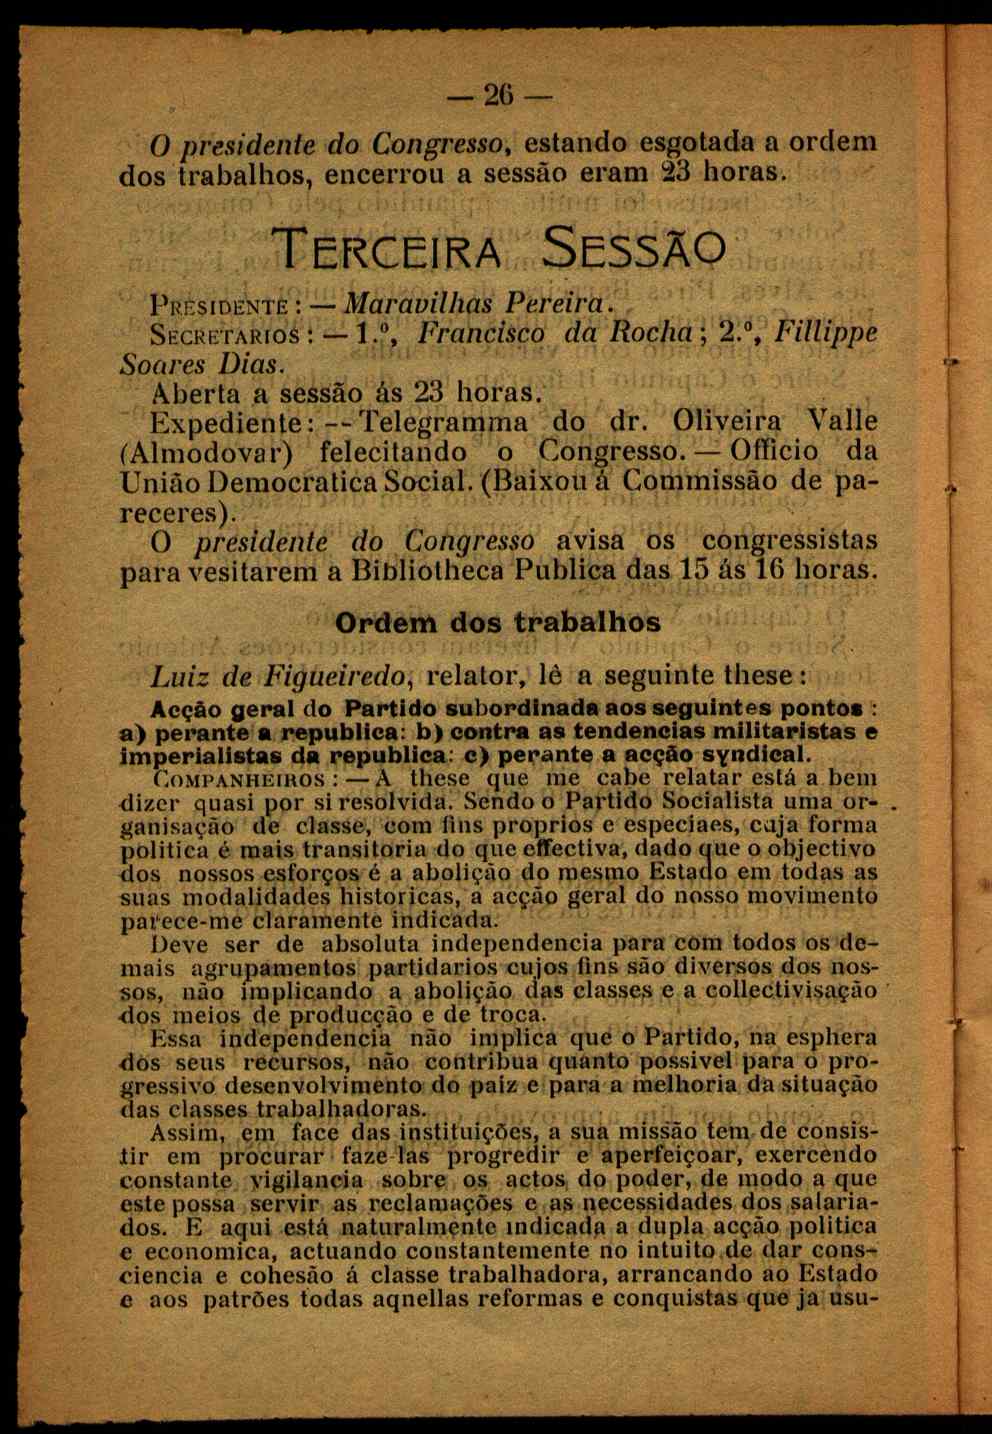 — 26 —
O presidente do Congresso, estando esgotada a ordem
dos trabalhos, encerrou a sessão eram 23 horas.
TERCEIRA SESSÃO
PRESIDENTE : — Maravilhas Pereira.
SECRETARIOS : — 1.º, Francisco da Rocha ; 2.º, Fillippe
Soares Dias.
Aberta a sessão ás 23 horas.
Expediente: -- Telegramma do dr. Oliveira Valle
(Almodovar) felecitando o Congresso. — Officio da
União Democratica Social. (Baixou á Commissão de pa-
receres).
O presidente do Congresso avisa os congressistas
para vesitarem a Bibliotheca Publica das 15 ás 16 horas.
Ordem dos trabalhos
Luiz de Figueiredo, relator, lê a seguinte these :
Acção geral do Partido subordinada aos seguintes pontos :
a) perante a republica: b) contra as tendencias militaristas e
imperialistas da republica: c) perante a acção syndical.
COMPANHEIROS : — A these que me cabe relatar está a bem
dizer quasi por si resolvida. Sendo o Partido Socialista uma or-
ganisação de classe, com fins proprios e especiaes, cuja forma
politica é mais transitoria do que effectiva, dado que o objectivo
dos nossos esforços é a abolição do mesmo Estado em todas as
suas modalidades historicas, a acção geral do nosso movimento
parece-me claramente indicada.
Deve ser de absoluta independencia para com todos os de-
mais agrupamentos partidarios cujos fins são diversos dos nos-
sos, não implicando a abolição das classes e a collectivisação
dos meios de producção e de troca.
Essa independencia não implica que o Partido, na esphera
dos seus recursos, não contribua quanto possivel para o pro-
gressivo desenvolvimento do paiz e para a melhoria da situação
das classes trabalhadoras.
Assim, em face das instituições, a sua missão tem de consis-
tir em procurar faze-las progredir e aperfeiçoar, exercendo
constante vigilancia sobre os actos do poder, de modo a que
este possa servir as reclamações e as necessidades dos salaria-
dos. E aqui está naturalmente indicada a dupla acção politica
e economica, actuando constantemente no intuito de dar cons-
ciencia e cohesão á classe trabalhadora, arrancando ao Estado
e aos patrões todas aqnellas reformas e conquistas que ja usu-